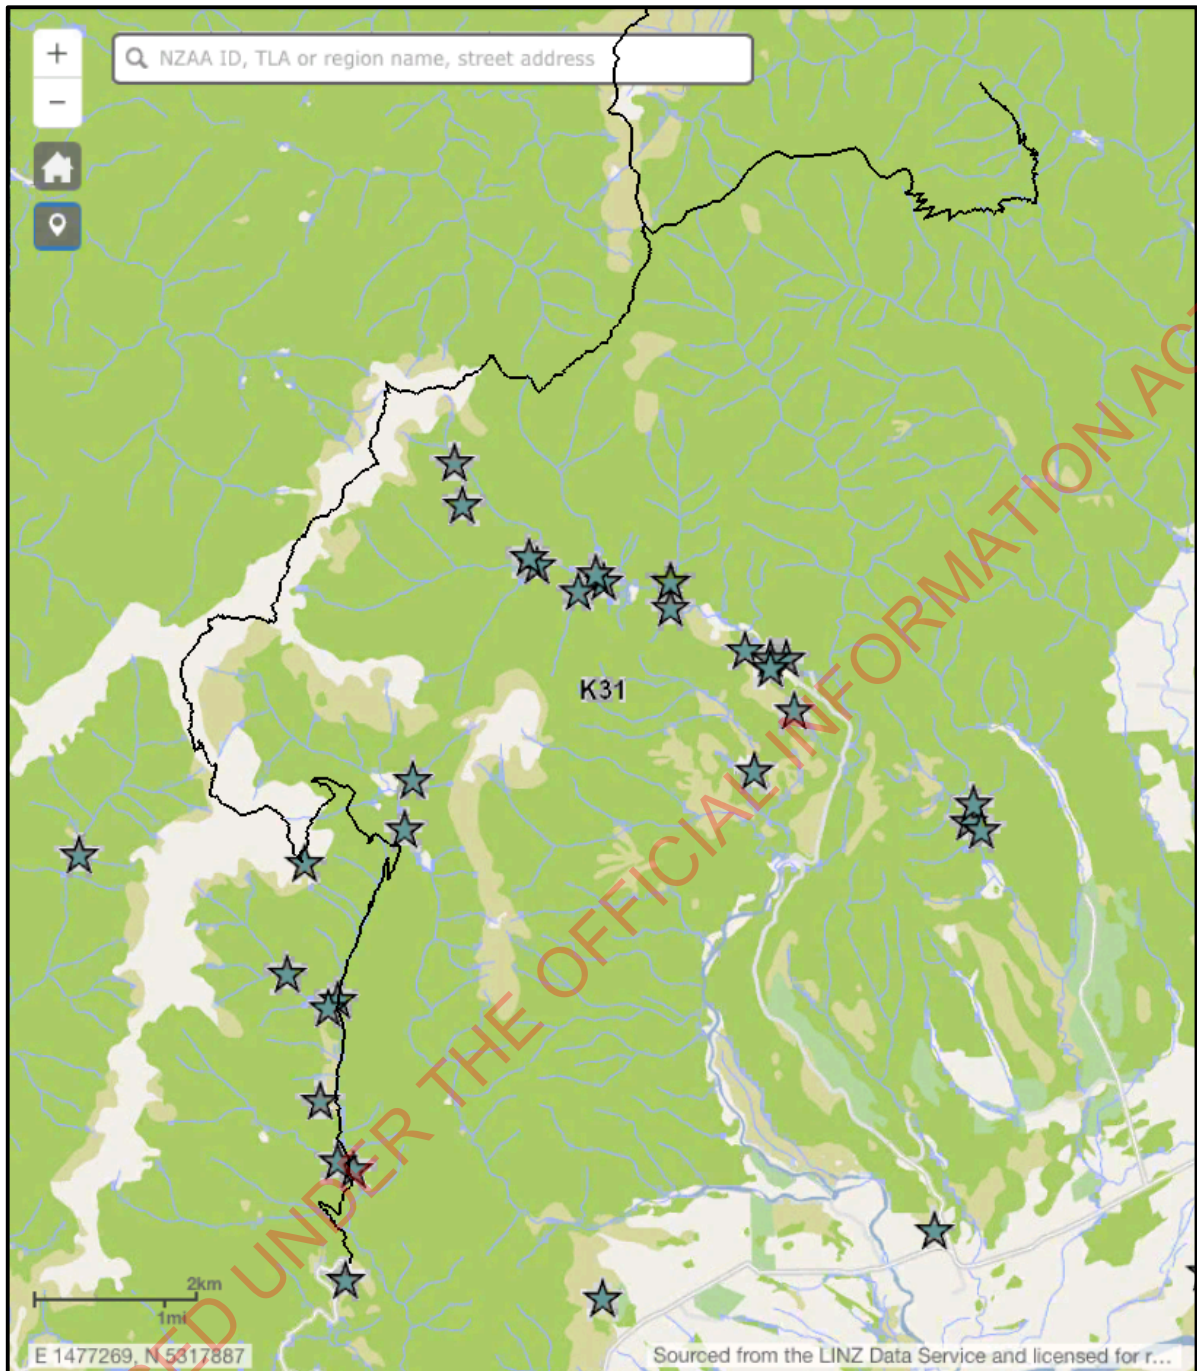 +
NZAA ID, TLA or region name, street address
−
K31
RELEASED UNDER THE OFFICIAL INFORMATION ACT
2km
1mi
E 1477269, N 5317887
Sourced from the LINZ Data Service and licensed for r...